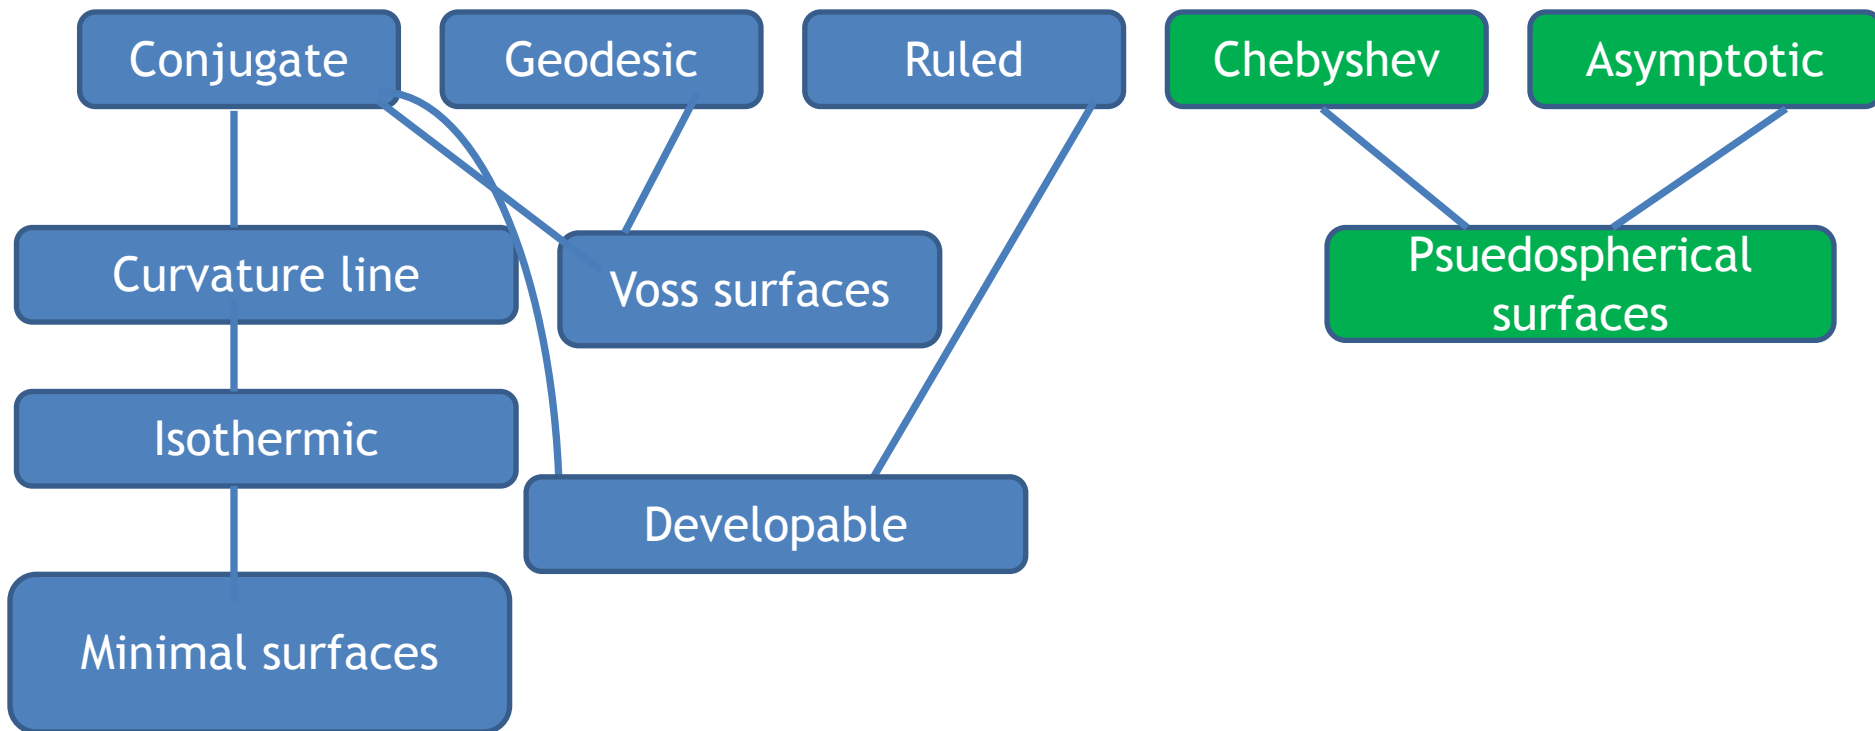 Conjugate
Geodesic
Ruled
Chebyshev
Asymptotic
Curvature line
Voss surfaces
Psuedospherical
surfaces
Isothermic
Developable
Minimal surfaces